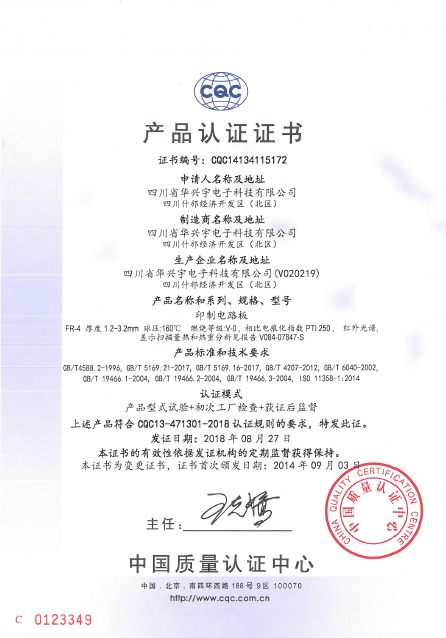 CQC
产品认证证书
证书编号：CQC14134115172
申请人名称及地址
四川省华兴宇电子科技有限公司
四川什邡经济开发区（北区）
制造商名称及地址
四川省华兴宇电子科技有限公司
四川什邡经济开发区（北区）
生产企业名称及地址
四川省华兴宇电子科技有限公司(V020219)
四川什邡经济开发区（北区）
产品名称和系列、规格、型号
印制电路板
FR-4 厚度 1.2-3.2mm 球压:160℃ 燃烧等级:V-0, 相比电痕化指数 PTI 250, 红外光谱,
差示扫描量热和热重分析见报告 V084-07847-S
产品标准和技术要求
GB/T4588.2-1996, GB/T 5169.21-2017, GB/T 5169.16-2017, GB/T 4207-2012, GB/T 6040-2002,
GB/T 19466.1-2004, GB/T 19466.2-2004, GB/T 19466.3-2004, ISO 11358-1:2014
认证模式
产品型式试验+初次工厂检查+获证后监督
上述产品符合 CQC13-471301-2018 认证规则的要求，特发此证。
发证日期：2018 年 08 月 27 日
本证书的有效性依据发证机构的定期监督获得保持。
本证书为变更证书，证书首次颁发日期：2014 年 09 月 03 日
CHINA QUALITY CERTIFICATION CENTRE
中国质量认证中心
主任：
中国质量认证中心
中国．北京．南四环西路 188 号 9 区 100070
http://www.cqc.com.cn
C 0123349